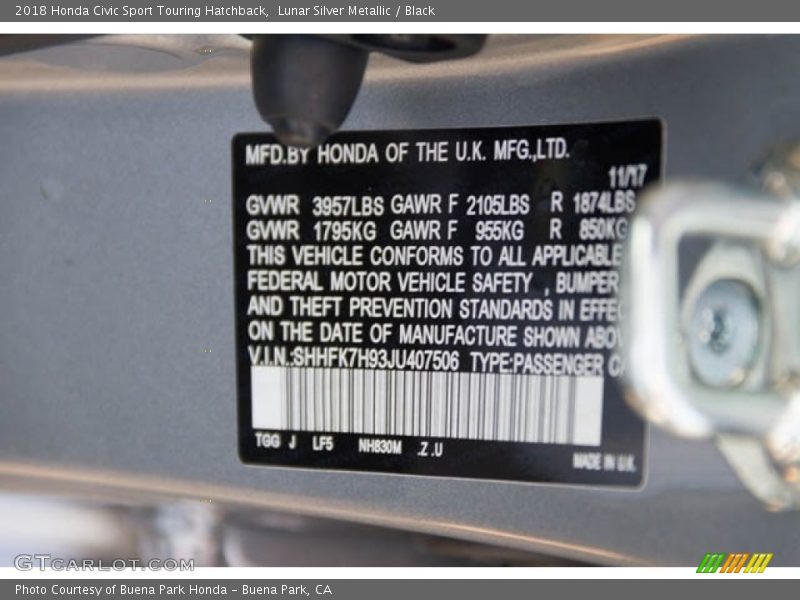 2018 Honda Civic Sport Touring Hatchback,  Lunar Silver Metallic / Black
MFD.BY HONDA OF THE U.K. MFG.,LTD.
11/17
GVWR 3957LBS GAWR F 2105LBS R 1874LBS
GVWR 1795KG GAWR F 955KG R 850KG
THIS VEHICLE CONFORMS TO ALL APPLICABLE
FEDERAL MOTOR VEHICLE SAFETY , BUMPER
AND THEFT PREVENTION STANDARDS IN
ON THE DATE OF MANUFACTURE SHOWN
V.I.N.:SHHFK7H93JU407506 TYPE:PASSENGER
TGG J LF5 NH830M .Z.U
MADE IN U.K.
GTcarlot.com
Photo Courtesy of Buena Park Honda – Buena Park, CA